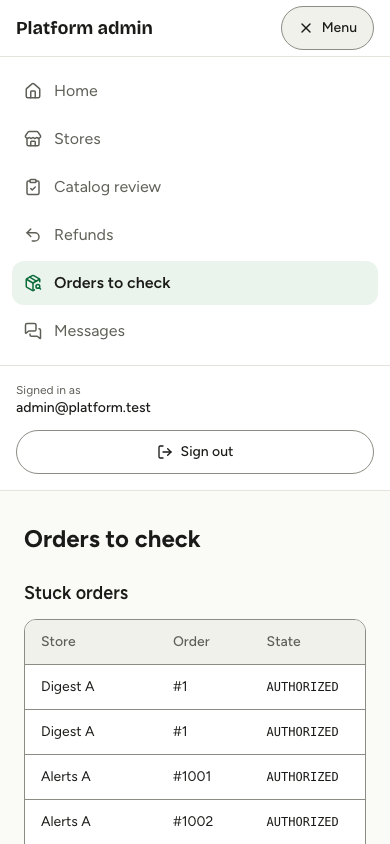 Platform admin
Menu
Home
Stores
Catalog review
Refunds
Orders to check
Messages
Signed in as
admin@platform.test
Sign out
Orders to check
Stuck orders
Store Order State
Digest A #1 AUTHORIZED
Digest A #1 AUTHORIZED
Alerts A #1001 AUTHORIZED
Alerts A #1002 AUTHORIZED